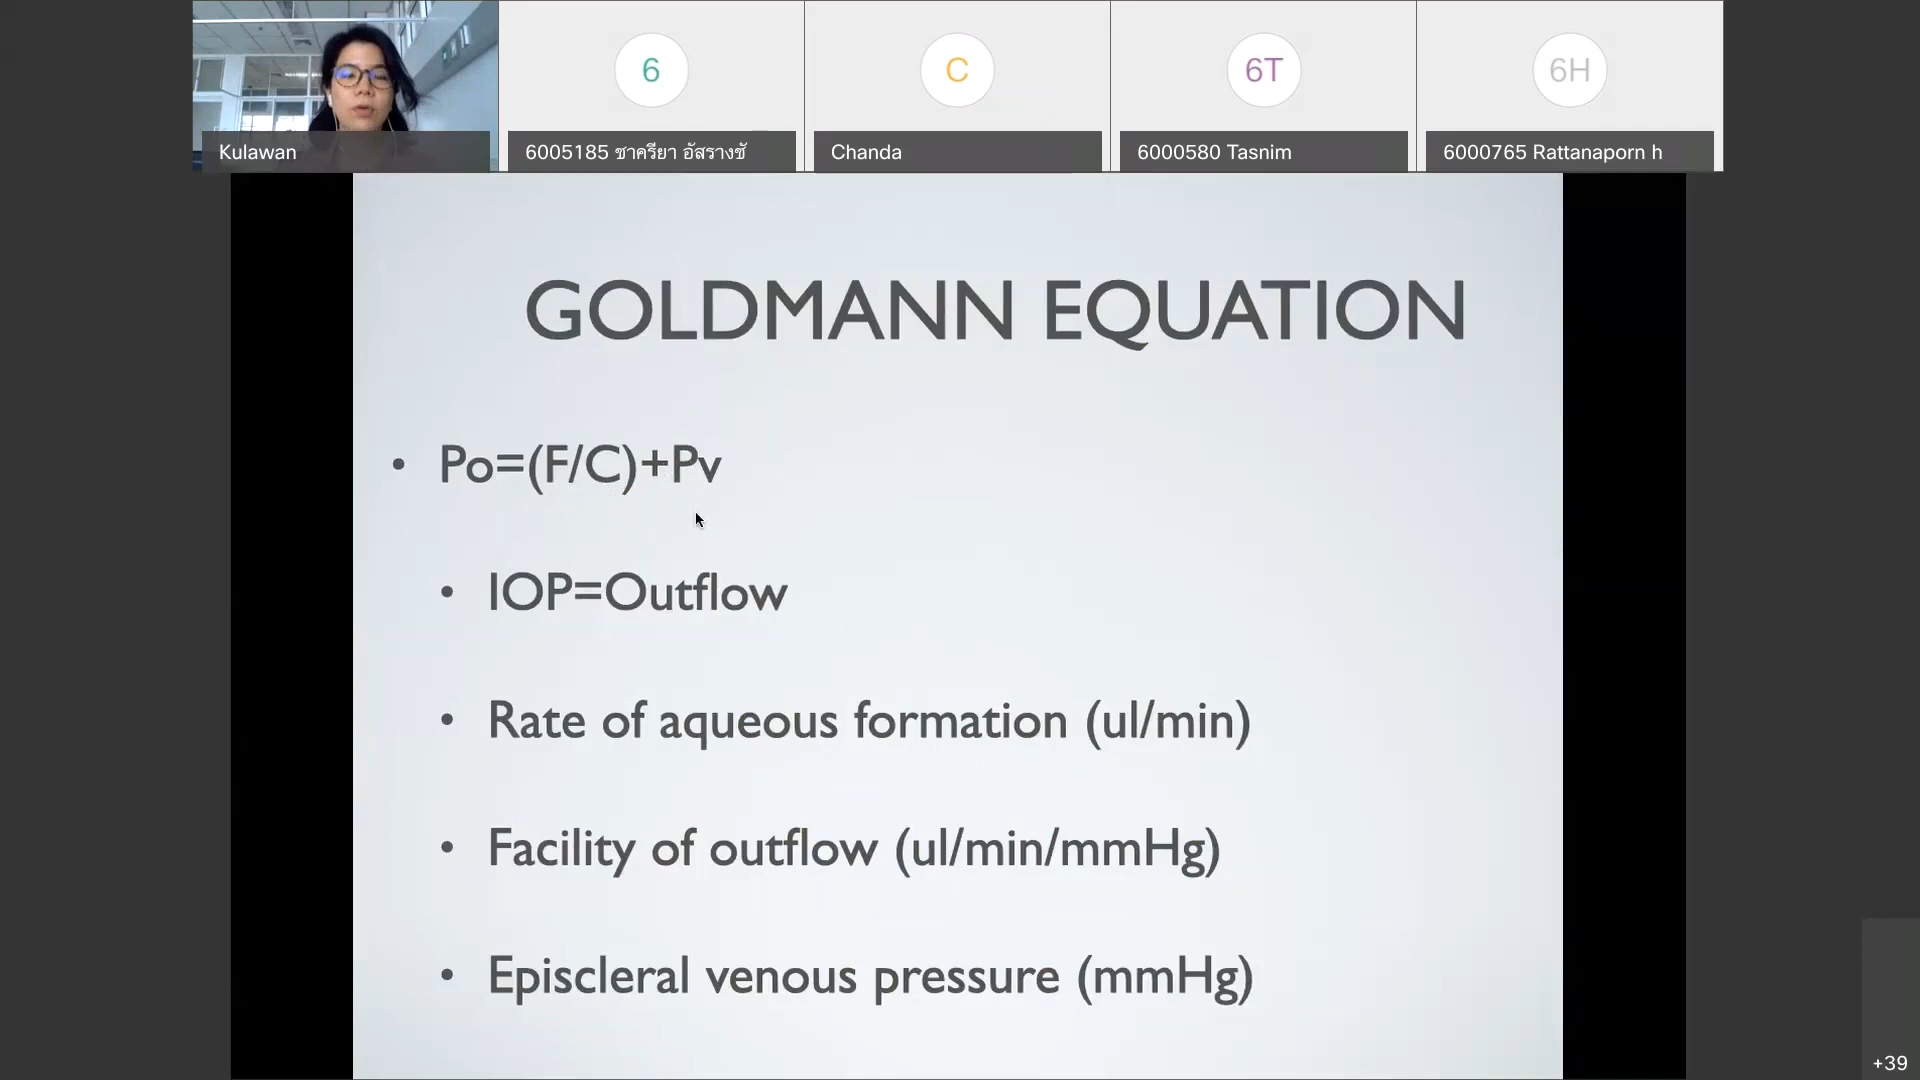 6
C
6T
6H
Kulawan
6005185 ซาครียา อัสรางชั
Chanda
6000580 Tasnim
6000765 Rattanaporn h
GOLDMANN EQUATION
• Po=(F/C)+Pv
• IOP=Outflow
• Rate of aqueous formation (ul/min)
• Facility of outflow (ul/min/mmHg)
• Episcleral venous pressure (mmHg)
+39